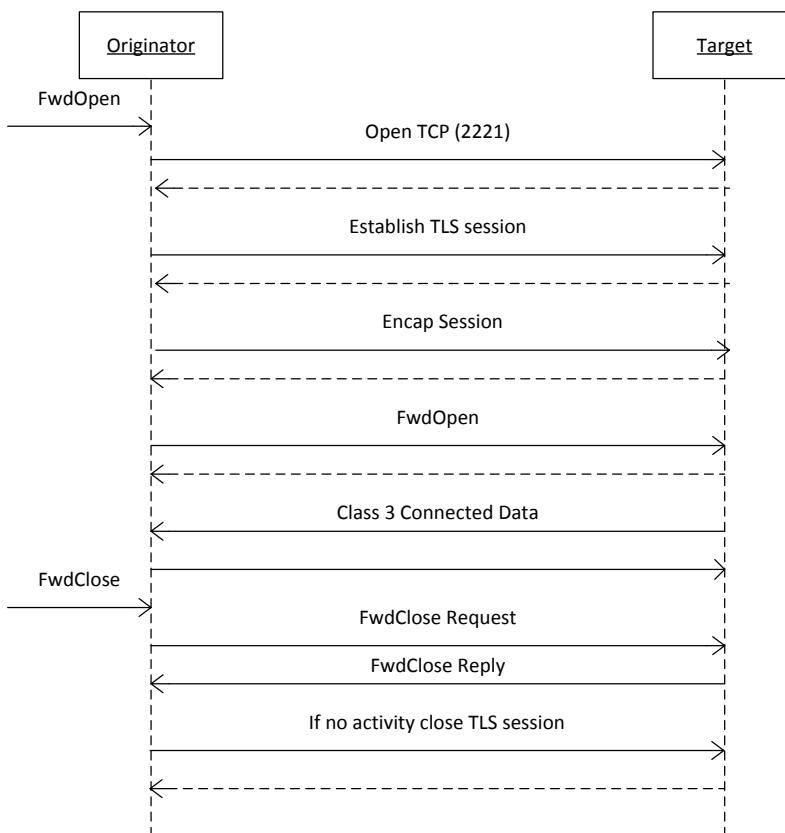 Originator
Target
FwdOpen
Open TCP (2221)
Establish TLS session
Encap Session
FwdOpen
Class 3 Connected Data
FwdClose
FwdClose Request
FwdClose Reply
If no activity close TLS session